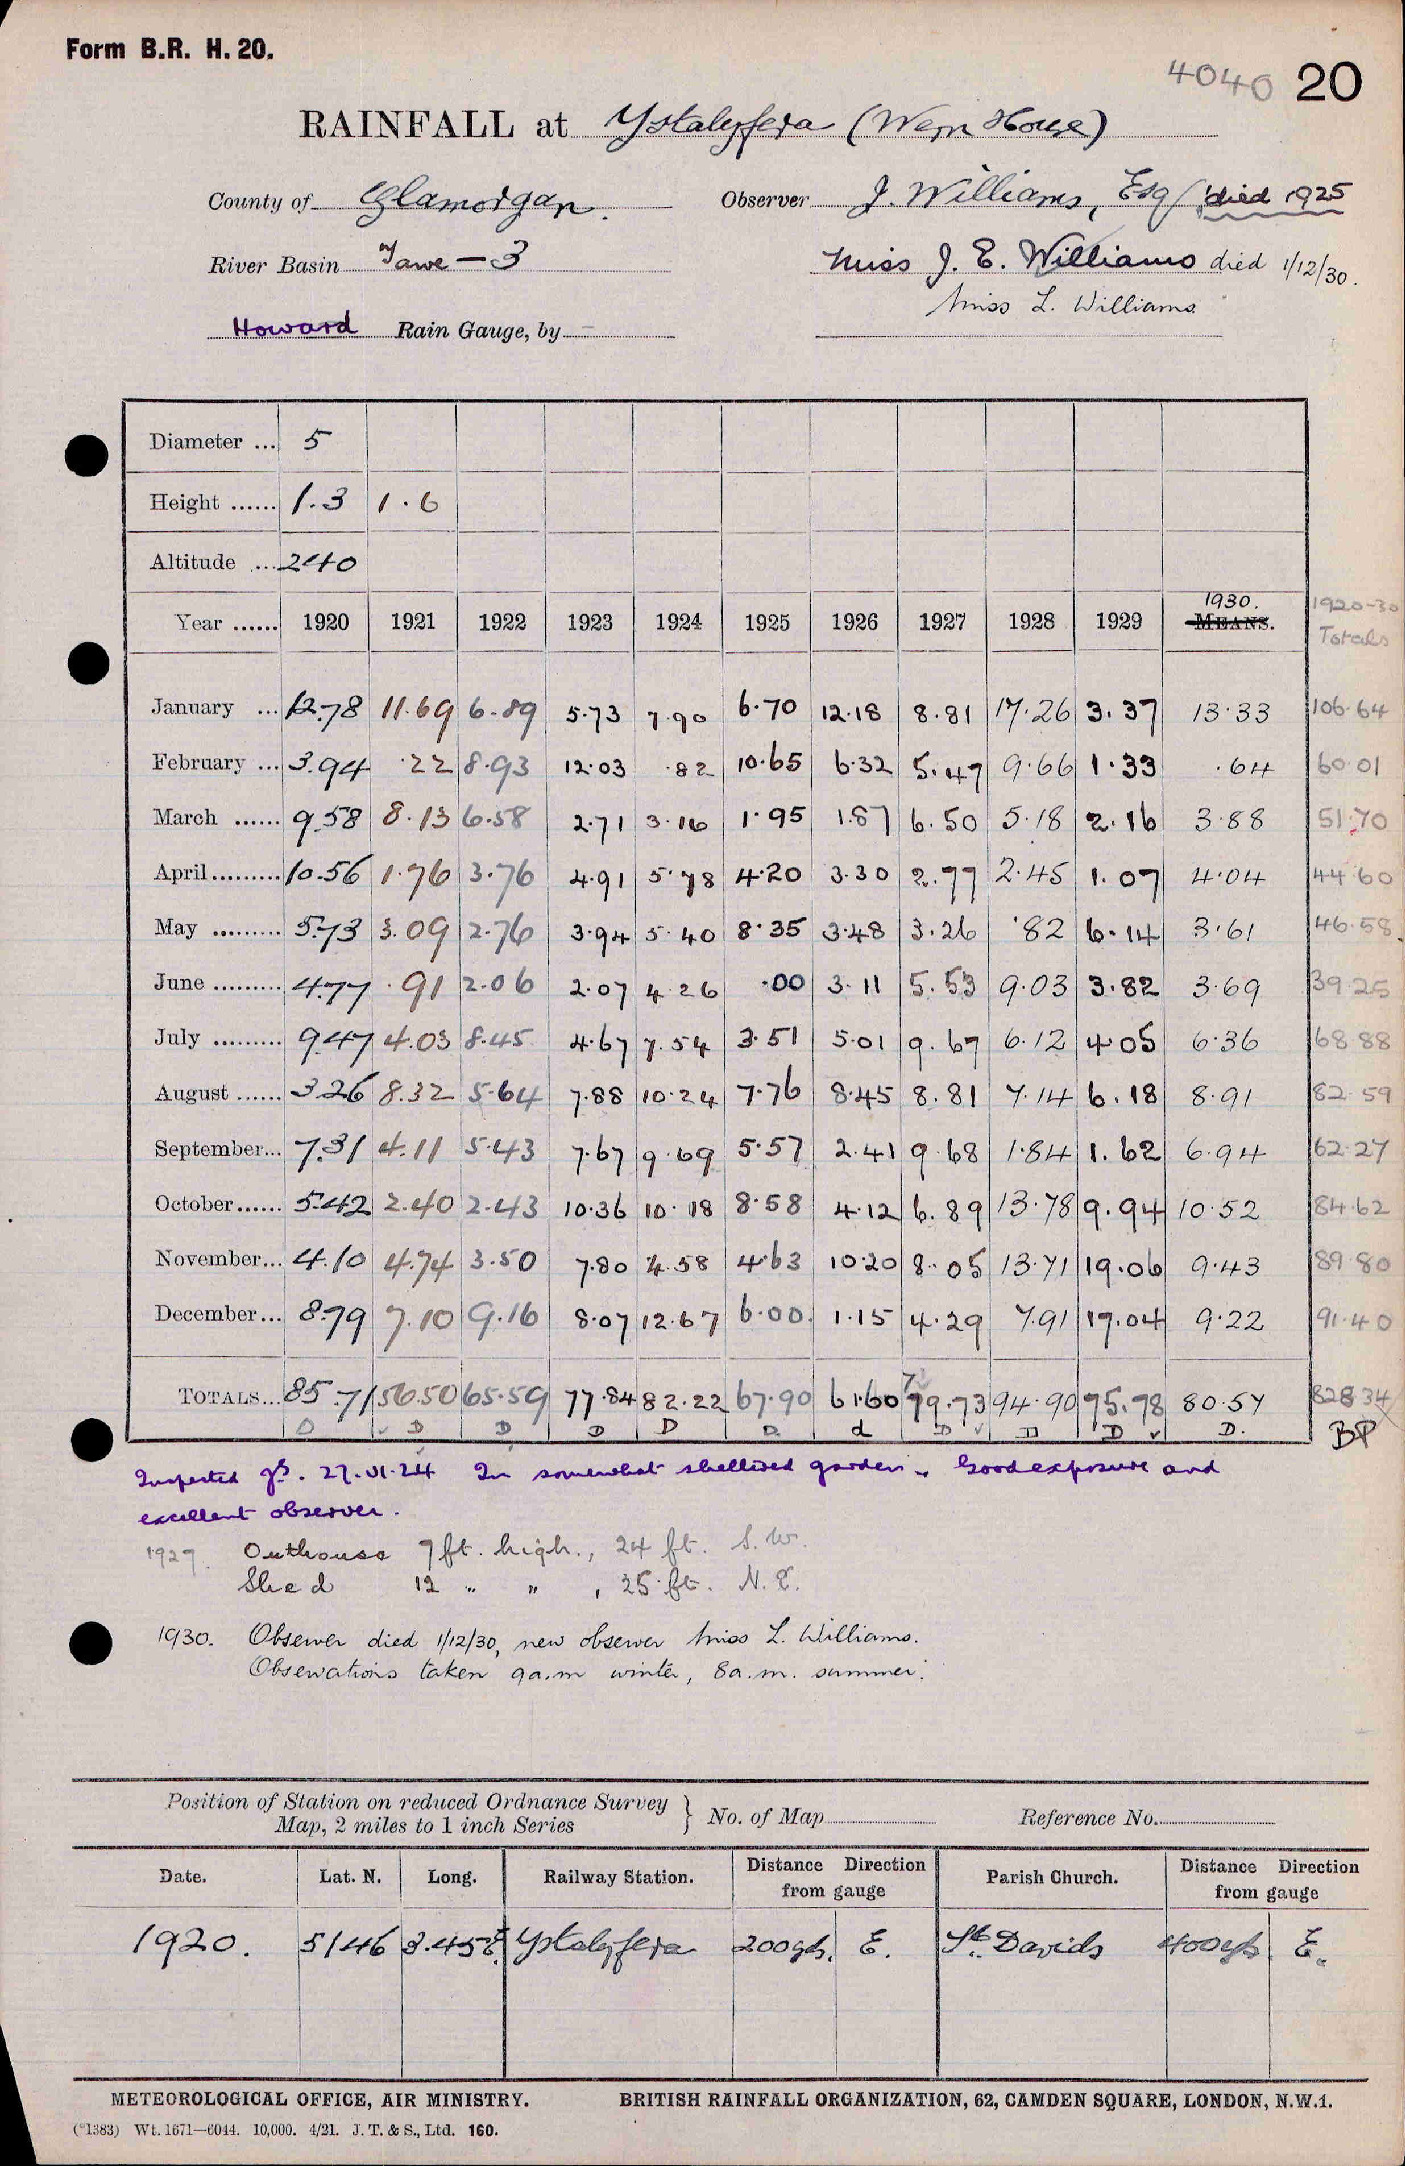 Form B.R. H. 20.
4040 20
RAINFALL at Ystalyfera (Wern House)
County of Glamorgan. Observer J. Williams, Esq. died 1925
River Basin Tawe - 3 Miss J. E. Williams died 1/12/30.
Miss L. Williams
Howard Rain Gauge, by
Diameter ... 5
Height ...... 1.3 1.6
Altitude ... 240
1930. 1920-30
Year ...... 1920 1921 1922 1923 1924 1925 1926 1927 1928 1929 MEANS. Totals
January ... 12.78 11.69 6.89 5.73 7.90 6.70 12.18 8.81 17.26 3.37 13.33 106.64
February ... 3.94 .22 8.93 12.03 .82 10.65 6.32 5.47 9.66 1.33 .64 60.01
March ...... 9.58 8.13 6.58 2.71 3.16 1.95 1.87 6.50 5.18 2.16 3.88 51.70
April ......... 10.56 1.76 3.76 4.91 5.78 4.20 3.30 2.77 2.45 1.07 4.04 44.60
May ......... 5.73 3.09 2.76 3.94 5.40 8.35 3.48 3.26 .82 6.14 3.61 46.58
June ......... 4.77 .91 2.06 2.07 4.26 .00 3.11 5.53 9.03 3.82 3.69 39.25
July ......... 9.47 4.03 8.45 4.67 7.54 3.51 5.01 9.67 6.12 4.05 6.36 68.88
August ...... 3.26 8.32 5.64 7.88 10.24 7.76 8.45 8.81 7.14 6.18 8.91 82.59
September... 7.31 4.11 5.43 7.67 9.69 5.57 2.41 9.68 1.84 1.62 6.94 62.27
October ...... 5.42 2.40 2.43 10.36 10.18 8.58 4.12 6.89 13.78 9.94 10.52 84.62
November... 4.10 4.74 3.50 7.80 4.58 4.63 10.20 8.05 13.71 19.06 9.43 89.80
December... 8.79 7.10 9.16 8.07 12.67 6.00 1.15 4.29 7.91 17.04 9.22 91.40
TOTALS... 85.71 56.50 65.59 77.84 82.22 67.90 61.60 79.73 94.90 75.78 80.57 828.34
D D D D D D d D D D D. BP
Inspected 27.VI.24 In somewhat sheltered garden. Good exposure and
excellent observer.
1927. Outhouse 7 ft. high., 24 ft. S.W.
Shed 12 " " , 25 ft. N.E.
1930. Observer died 1/12/30, new observer Miss L. Williams.
Observations taken 9a.m winter, 8a.m. summer.
Position of Station on reduced Ordnance Survey
Map, 2 miles to 1 inch Series } No. of Map Reference No.
Date. Lat. N. Long. Railway Station. Distance Direction from gauge Parish Church. Distance Direction from gauge
1920. 51 46 3.45 Ystalyfera 200 yds. E. St. Davids 400 yds E.
METEOROLOGICAL OFFICE, AIR MINISTRY. BRITISH RAINFALL ORGANIZATION, 62, CAMDEN SQUARE, LONDON, N.W.1.
(*1383) Wt. 1671—6044. 10,000. 4/21. J. T. & S., Ltd. 160.